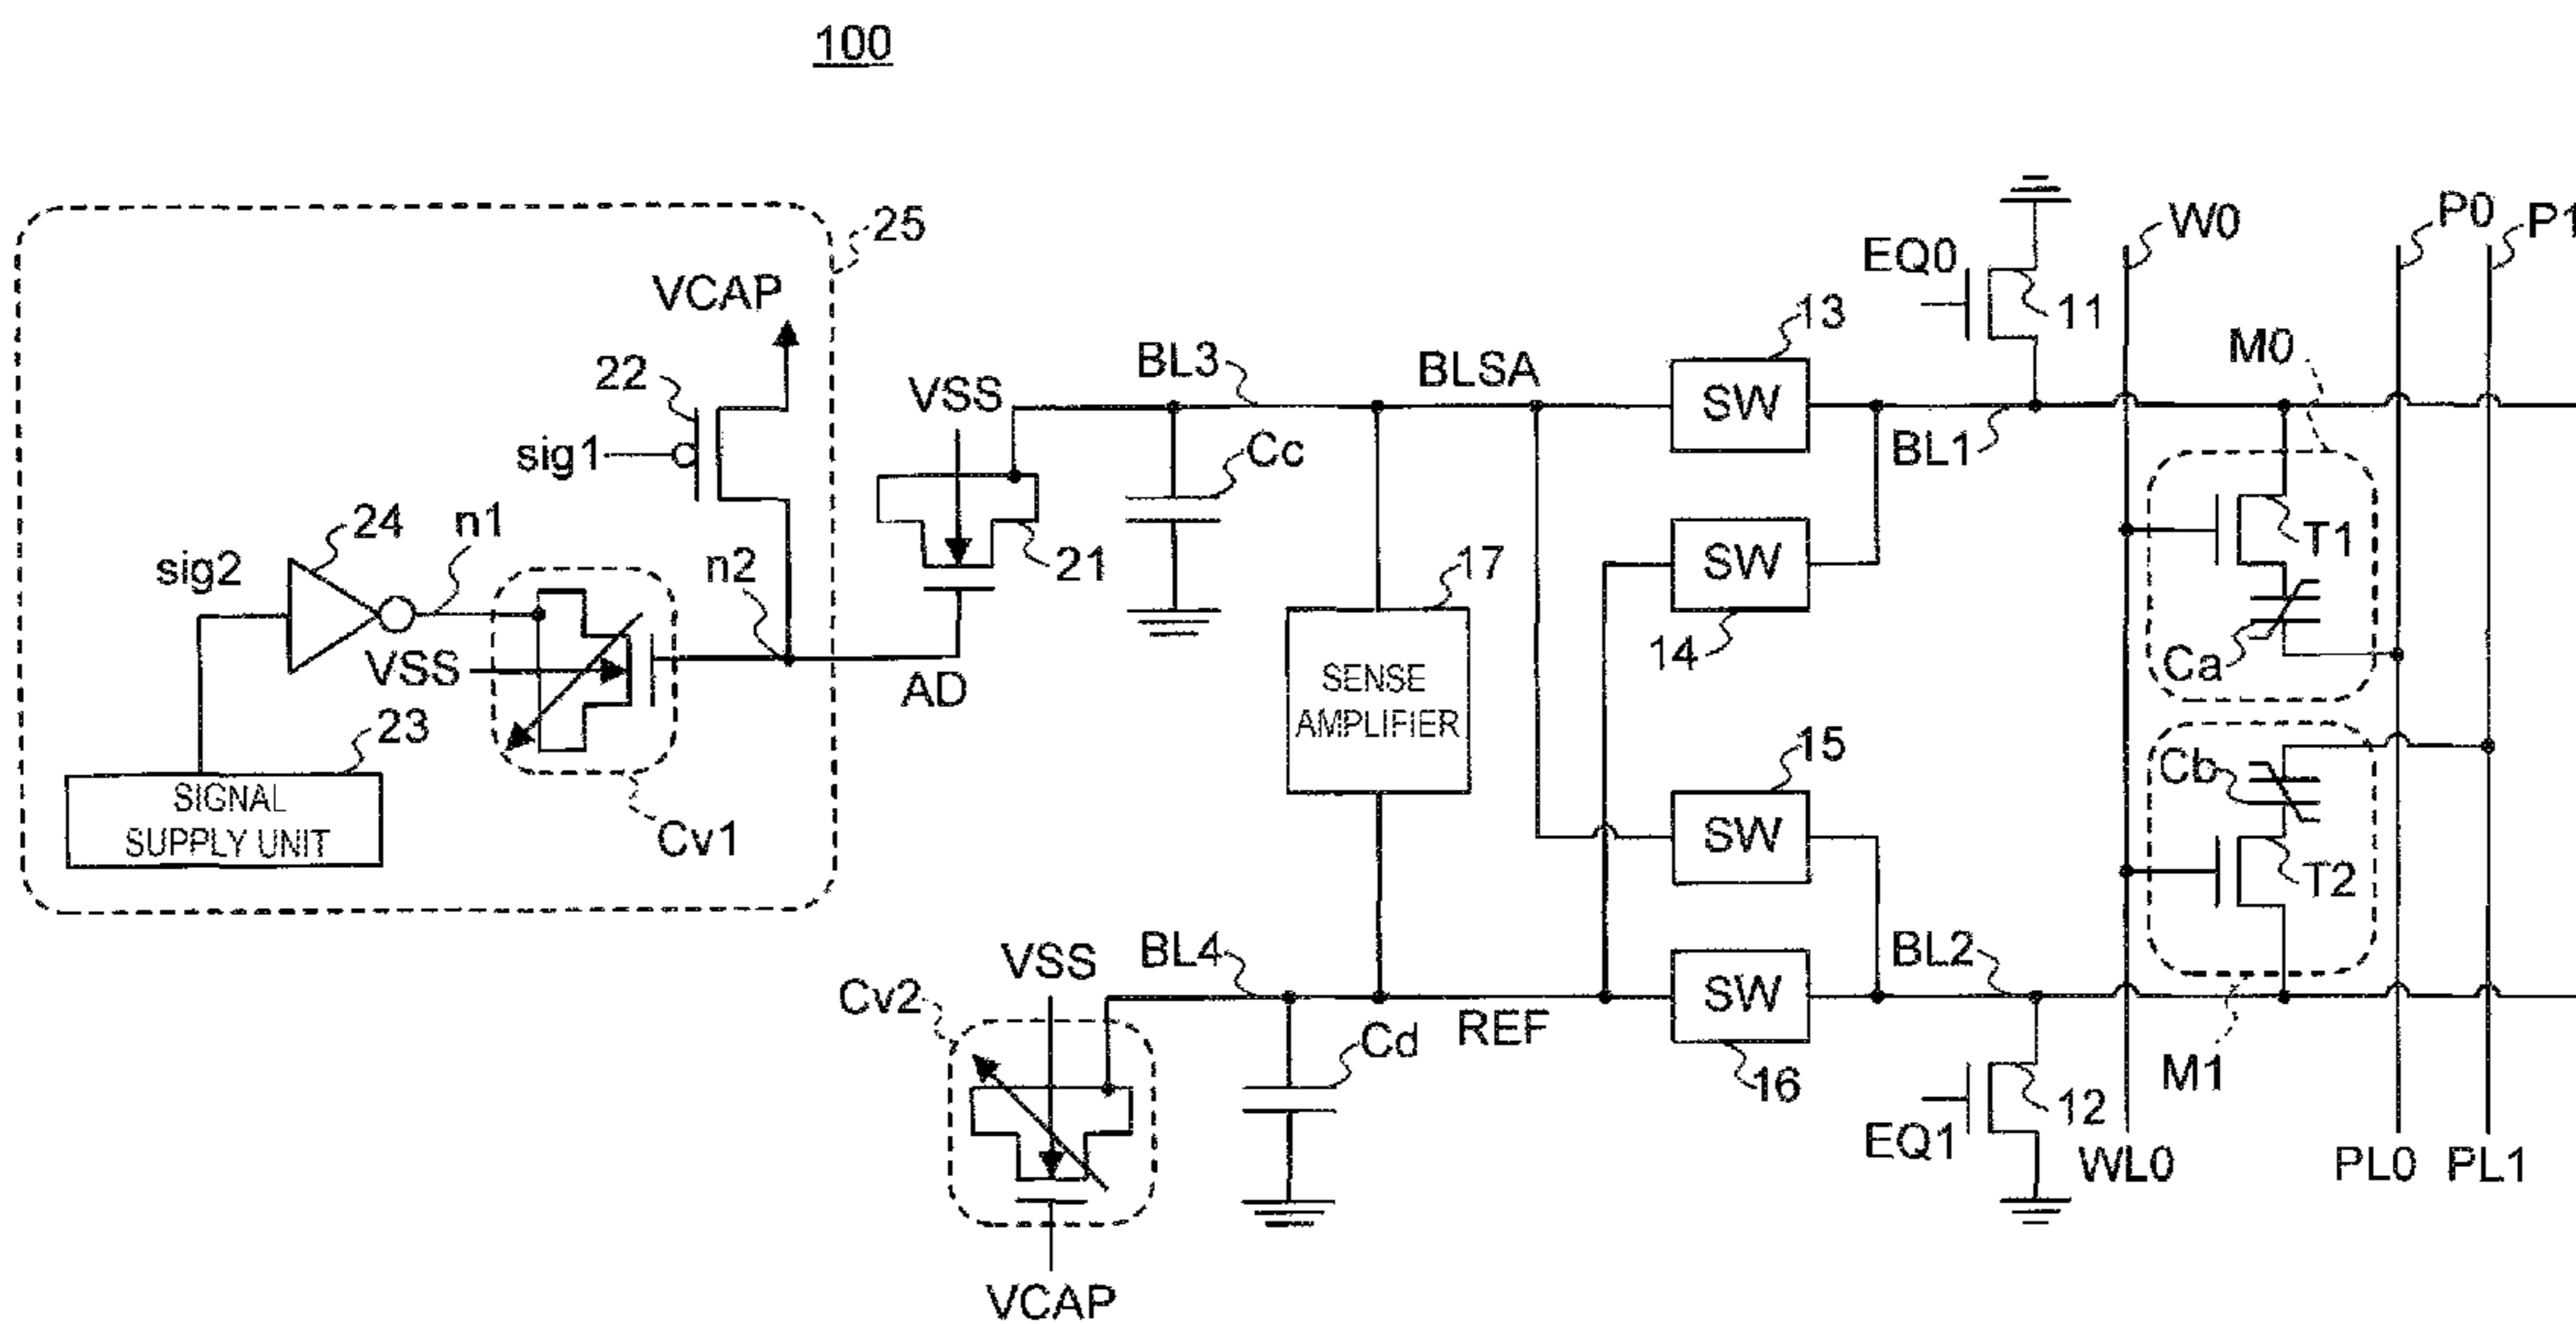 100
25
VCAP
22
sig1
24
n1
sig2
VSS
23
SIGNAL
SUPPLY UNIT
Cv1
n2
AD
VSS
21
BL3
Cc
BLSA
17
SENSE
AMPLIFIER
13
SW
SW
14
15
SW
SW
16
EQ0
11
BL1
W0
P0
P1
M0
T1
Ca
Cb
T2
M1
BL2
12
EQ1
WL0
PL0
PL1
BL4
REF
Cd
Cv2
VSS
VCAP